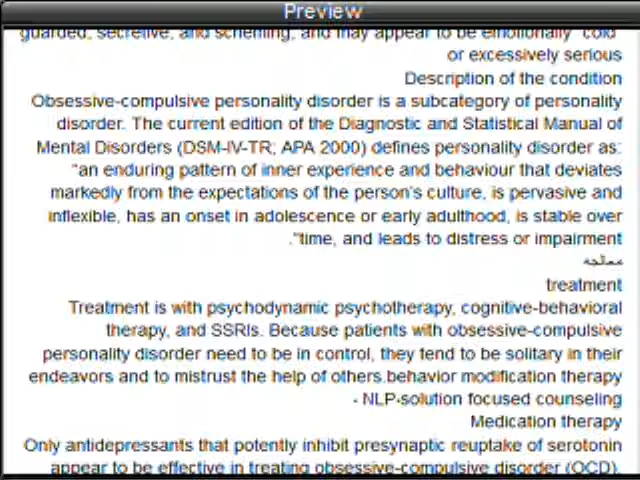 Preview
guarded, secretive, and scheming, and may appear to be emotionally "cold"
or excessively serious
Description of the condition
Obsessive-compulsive personality disorder is a subcategory of personality
disorder. The current edition of the Diagnostic and Statistical Manual of
Mental Disorders (DSM-IV-TR; APA 2000) defines personality disorder as:
"an enduring pattern of inner experience and behaviour that deviates
markedly from the expectations of the person's culture, is pervasive and
inflexible, has an onset in adolescence or early adulthood, is stable over
."time, and leads to distress or impairment
معالجه
treatment
Treatment is with psychodynamic psychotherapy, cognitive-behavioral
therapy, and SSRIs. Because patients with obsessive-compulsive
personality disorder need to be in control, they tend to be solitary in their
endeavors and to mistrust the help of others.behavior modification therapy
- NLP-solution focused counseling
Medication therapy
Only antidepressants that potently inhibit presynaptic reuptake of serotonin
appear to be effective in treating obsessive-compulsive disorder (OCD).